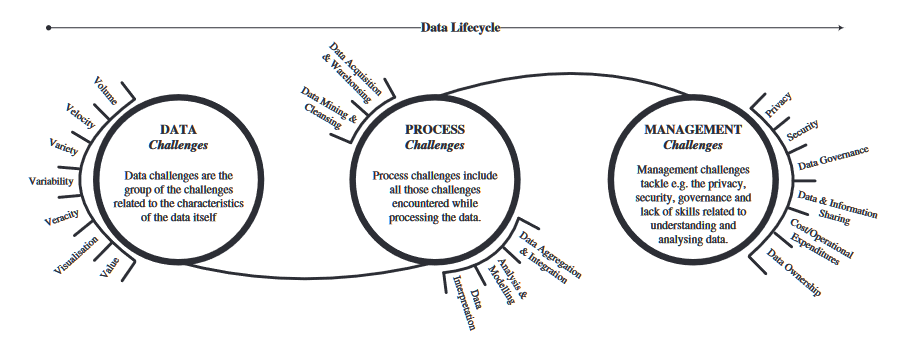 Data Lifecycle
Volume
Velocity
Variety
Variability
Veracity
Visualisation
Value
DATA
Challenges
Data challenges are the
group of the challenges
related to the characteristics
of the data itself
Data Acquisition
& Warehousing
Data Mining &
Cleansing
PROCESS
Challenges
Process challenges include
all those challenges
encountered while
processing the data.
Data Aggregation
& Integration
Analysis &
Modelling
Data
Interpretation
MANAGEMENT
Challenges
Management challenges
tackle e.g. the privacy,
security, governance and
lack of skills related to
understanding and
analysing data.
Privacy
Security
Data Governance
Data & Information
Sharing
Cost/Operational
Expenditures
Data Ownership